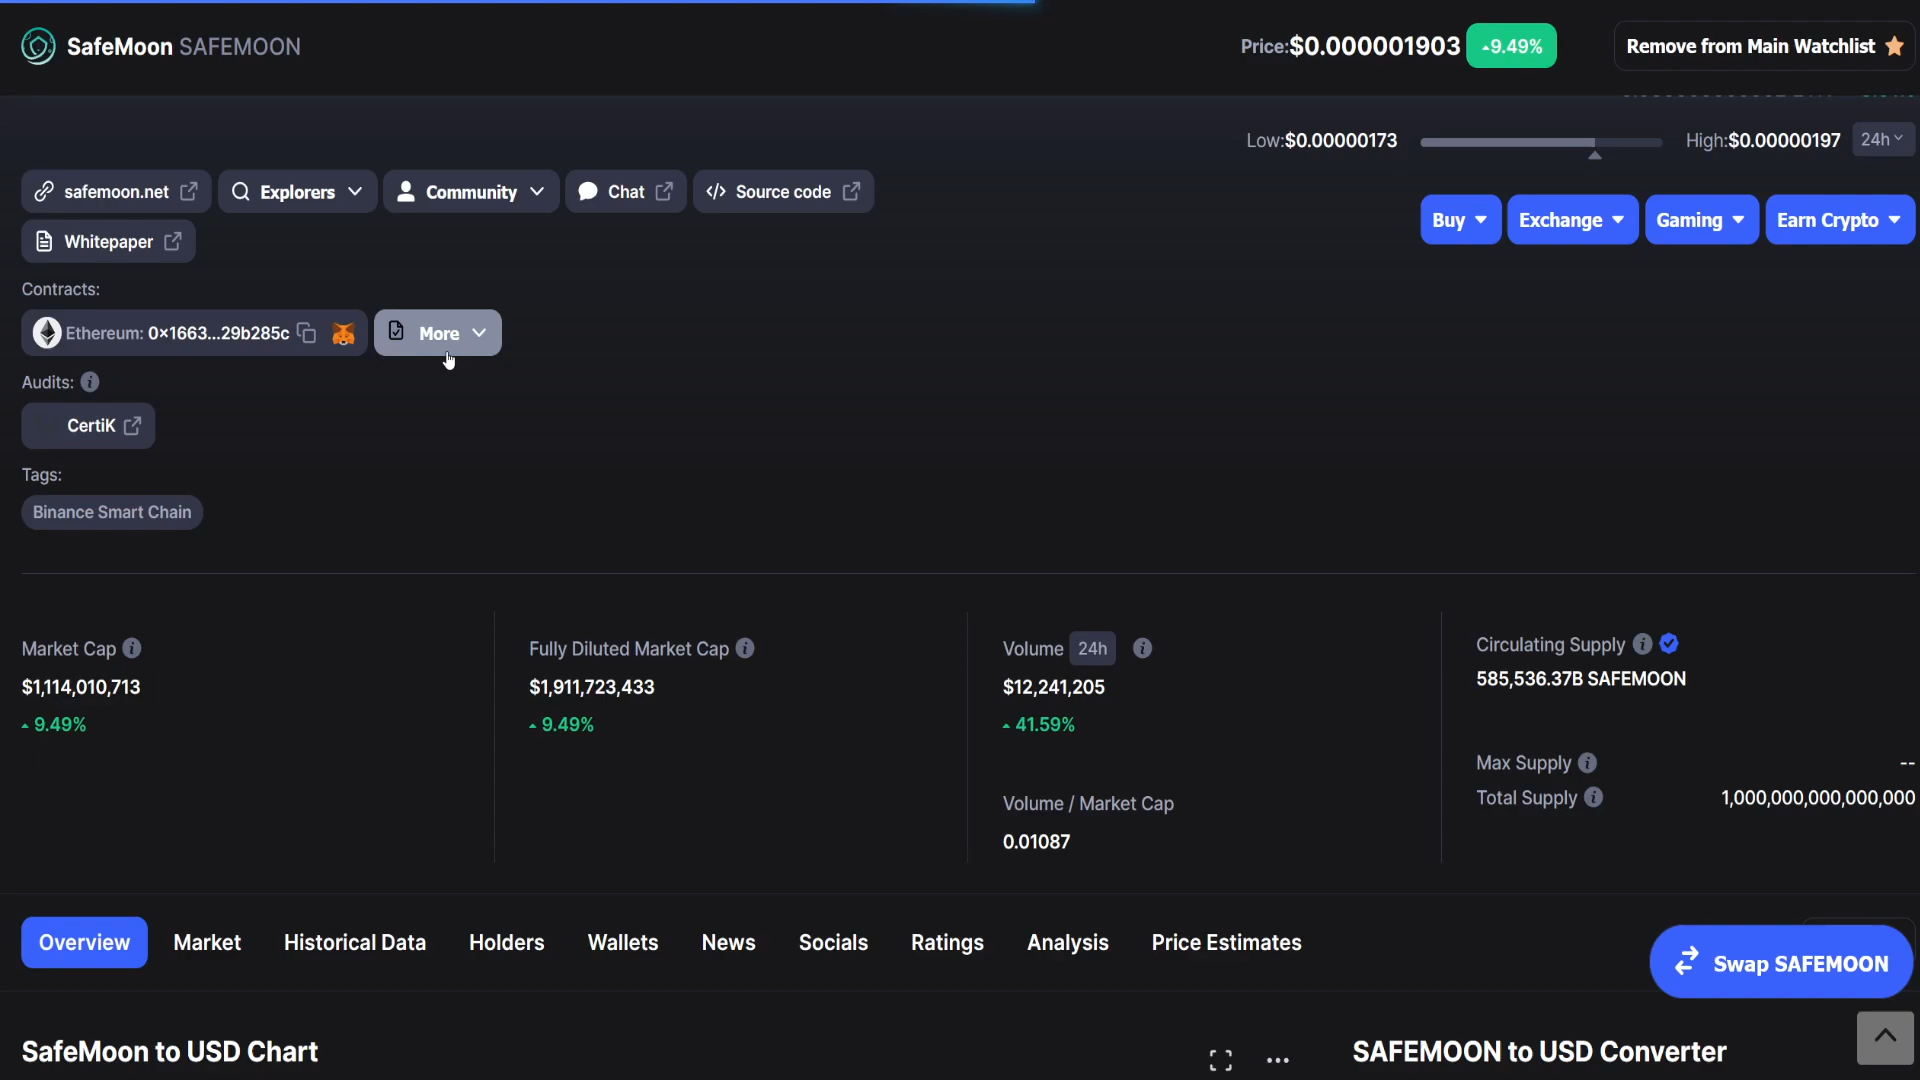 SafeMoon SAFEMOON
Price:$0.000001903 9.49%
Remove from Main Watchlist
Low:$0.00000173
High:$0.00000197
24h
safemoon.net
Explorers
Community
Chat
Source code
Buy
Exchange
Gaming
Earn Crypto
Whitepaper
Contracts:
Ethereum: 0x1663...29b285c
More
Audits:
CertiK
Tags:
Binance Smart Chain
Market Cap
$1,114,010,713
9.49%
Fully Diluted Market Cap
$1,911,723,433
9.49%
Volume 24h
$12,241,205
41.59%
Volume / Market Cap
0.01087
Circulating Supply
585,536.37B SAFEMOON
Max Supply --
Total Supply 1,000,000,000,000,000
Overview
Market
Historical Data
Holders
Wallets
News
Socials
Ratings
Analysis
Price Estimates
Swap SAFEMOON
SafeMoon to USD Chart
SAFEMOON to USD Converter